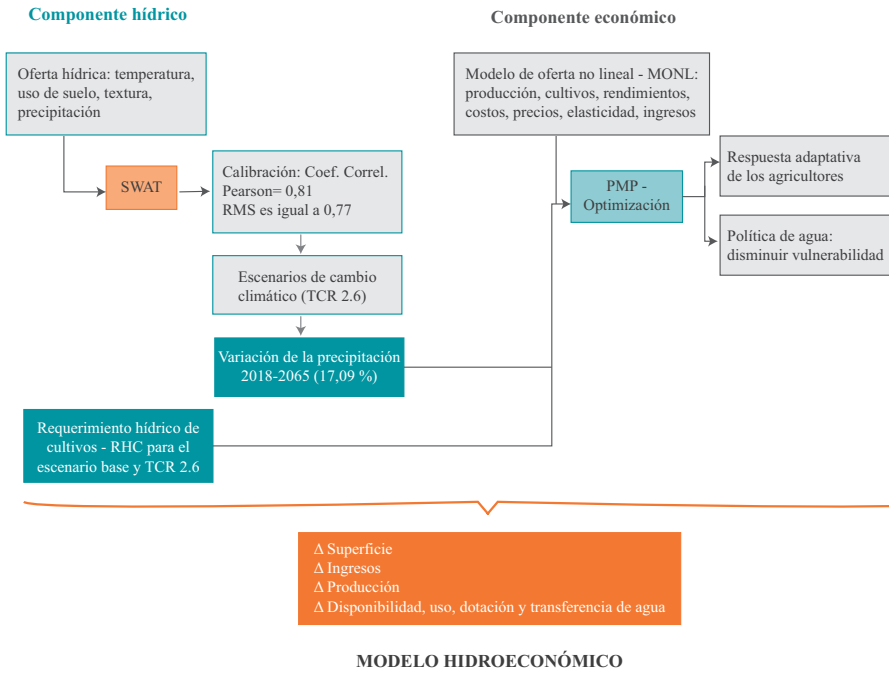 Componente hídrico
Componente económico
Oferta hídrica: temperatura,
uso de suelo, textura,
precipitación
SWAT
Calibración: Coef. Correl.
Pearson= 0,81
RMS es igual a 0,77
Escenarios de cambio
climático (TCR 2.6)
Variación de la precipitación
2018-2065 (17,09 %)
Requerimiento hídrico de
cultivos - RHC para el
escenario base y TCR 2.6
Modelo de oferta no lineal - MONL:
producción, cultivos, rendimientos,
costos, precios, elasticidad, ingresos
PMP -
Optimización
Respuesta adaptativa
de los agricultores
Política de agua:
disminuir vulnerabilidad
Δ Superficie
Δ Ingresos
Δ Producción
Δ Disponibilidad, uso, dotación y transferencia de agua
MODELO HIDROECONÓMICO